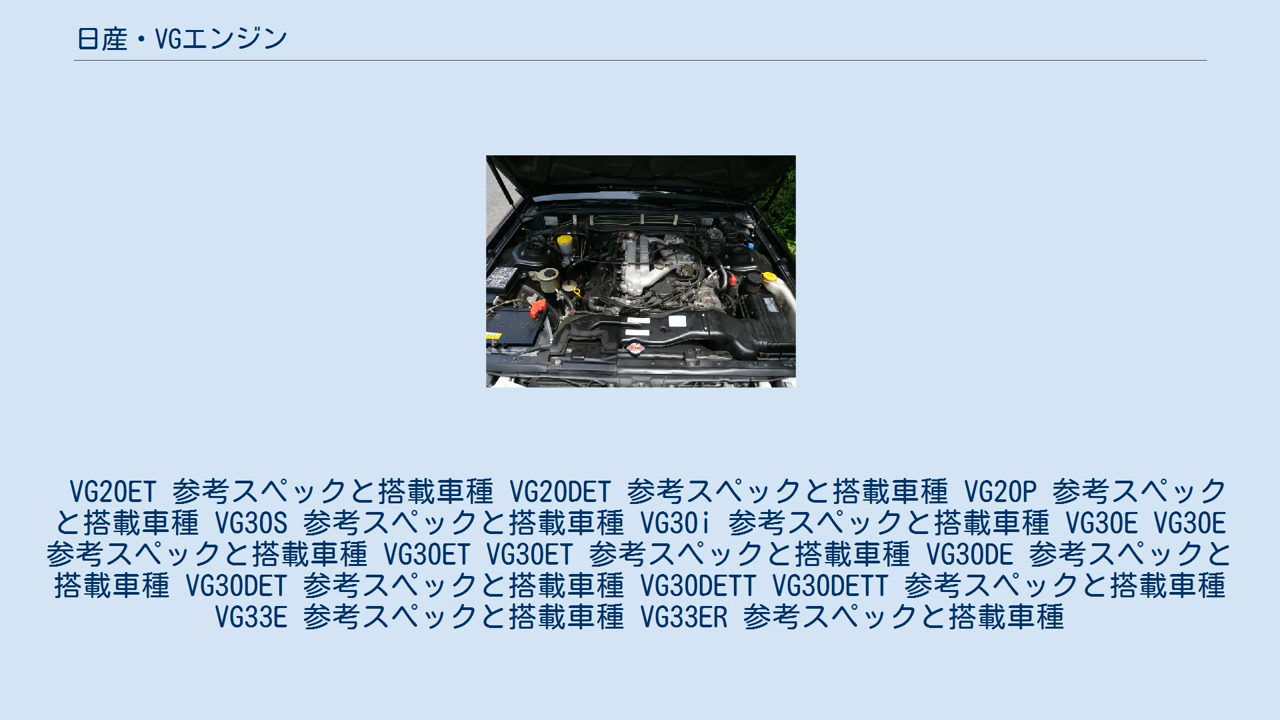 日産・VGエンジン
VG20ET 参考スペックと搭載車種 VG20DET 参考スペックと搭載車種 VG20P 参考スペック
と搭載車種 VG30S 参考スペックと搭載車種 VG30i 参考スペックと搭載車種 VG30E VG30E
参考スペックと搭載車種 VG30ET VG30ET 参考スペックと搭載車種 VG30DE 参考スペックと
搭載車種 VG30DET 参考スペックと搭載車種 VG30DETT VG30DETT 参考スペックと搭載車種
VG33E 参考スペックと搭載車種 VG33ER 参考スペックと搭載車種